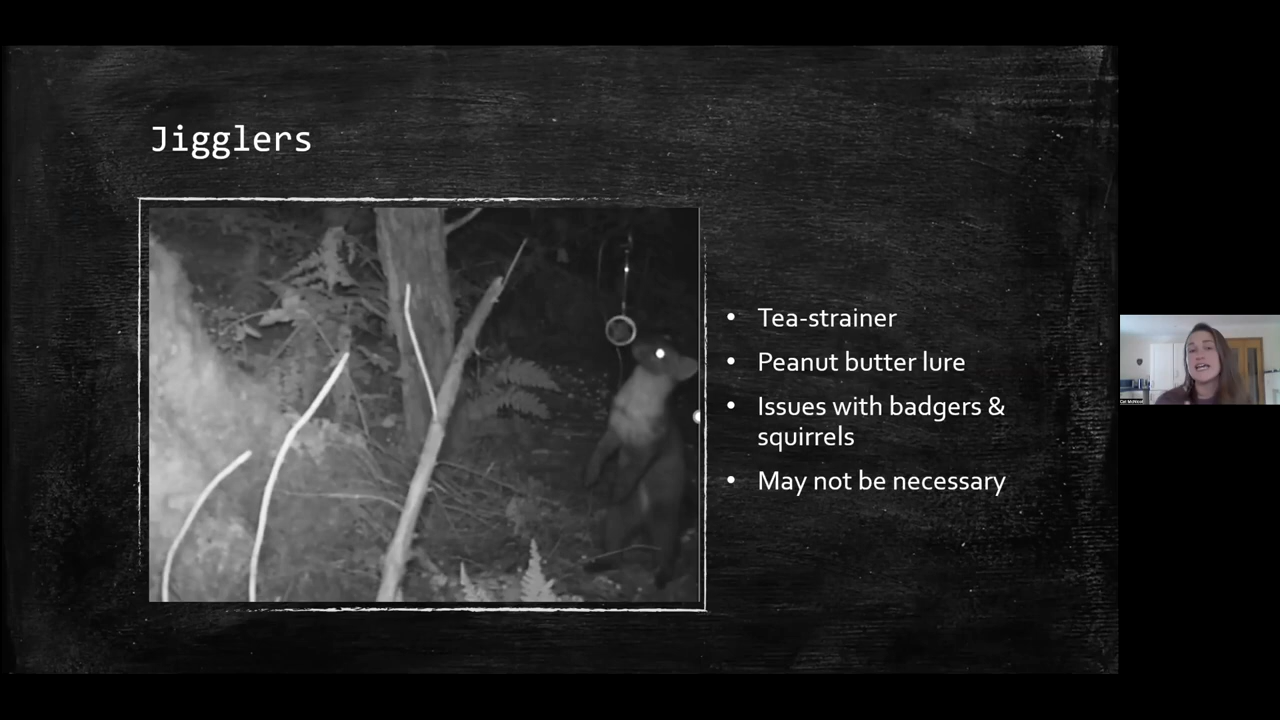 Jigglers
• Tea-strainer
• Peanut butter lure
• Issues with badgers &
squirrels
• May not be necessary